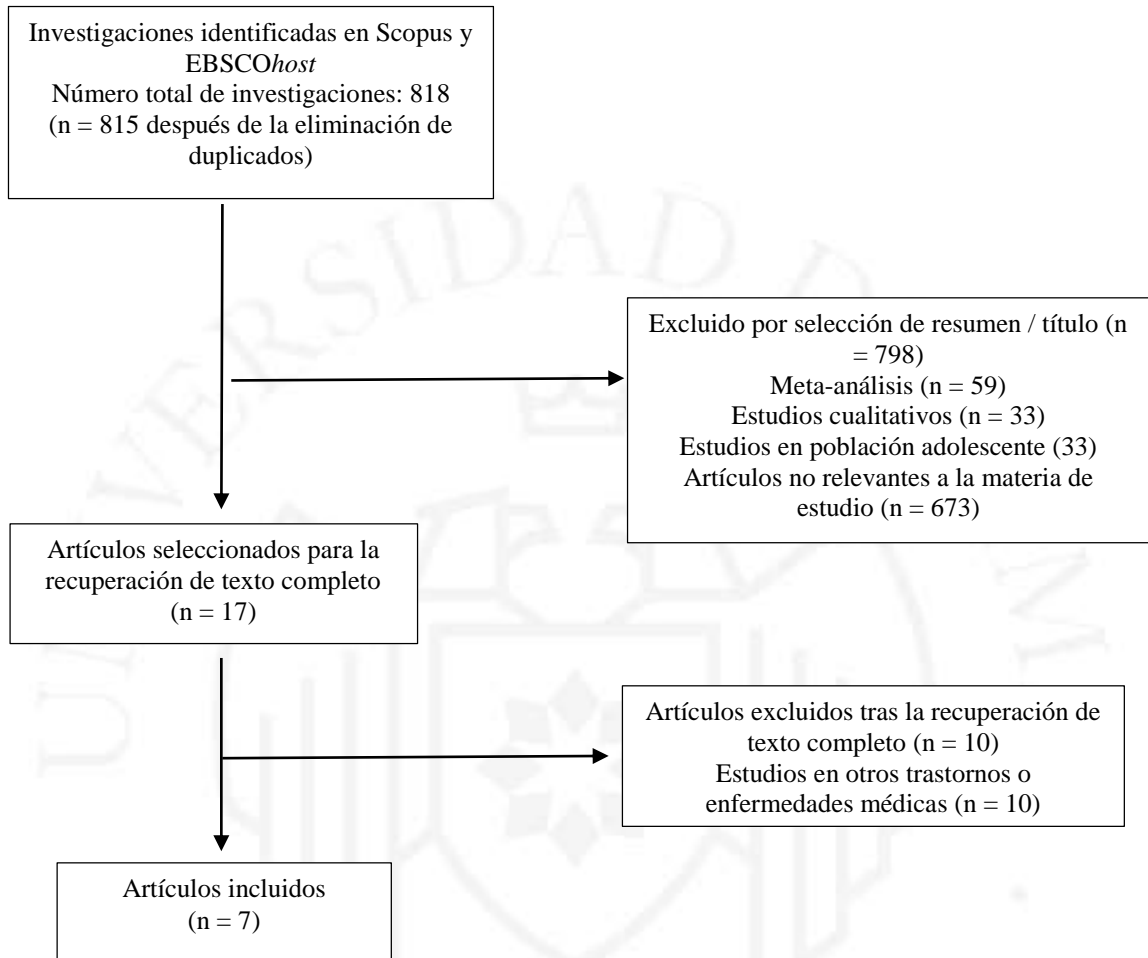 Investigaciones identificadas en Scopus y
EBSCOhost
Número total de investigaciones: 818
(n = 815 después de la eliminación de
duplicados)
Excluido por selección de resumen / título (n
= 798)
Meta-análisis (n = 59)
Estudios cualitativos (n = 33)
Estudios en población adolescente (33)
Artículos no relevantes a la materia de
estudio (n = 673)
Artículos seleccionados para la
recuperación de texto completo
(n = 17)
Artículos excluidos tras la recuperación de
texto completo (n = 10)
Estudios en otros trastornos o
enfermedades médicas (n = 10)
Artículos incluidos
(n = 7)
UNIVERSIDAD D
M